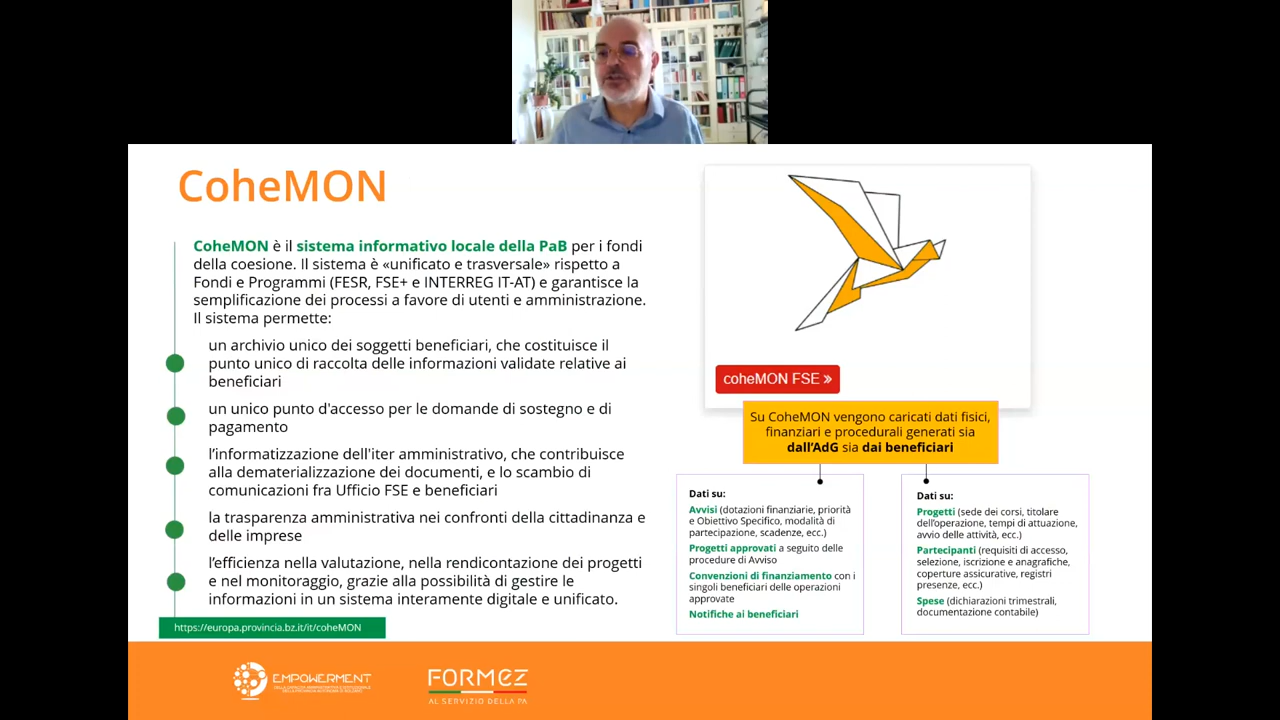 CoheMON
CoheMON è il sistema informativo locale della PaB per i fondi
della coesione. Il sistema è «unificato e trasversale» rispetto a
Fondi e Programmi (FESR, FSE+ e INTERREG IT-AT) e garantisce la
semplificazione dei processi a favore di utenti e amministrazione.
Il sistema permette:
un archivio unico dei soggetti beneficiari, che costituisce il
punto unico di raccolta delle informazioni validate relative ai
beneficiari
un unico punto d'accesso per le domande di sostegno e di
pagamento
l’informatizzazione dell'iter amministrativo, che contribuisce
alla dematerializzazione dei documenti, e lo scambio di
comunicazioni fra Ufficio FSE e beneficiari
la trasparenza amministrativa nei confronti della cittadinanza e
delle imprese
l’efficienza nella valutazione, nella rendicontazione dei progetti
e nel monitoraggio, grazie alla possibilità di gestire le
informazioni in un sistema interamente digitale e unificato.
https://europa.provincia.bz.it/it/coheMON
coheMON FSE »
Su CoheMON vengono caricati dati fisici,
finanziari e procedurali generati sia
dall’AdG sia dai beneficiari
Dati su:
Avvisi (dotazioni finanziarie, priorità
e Obiettivo Specifico, modalità di
partecipazione, scadenze, ecc.)
Progetti approvati a seguito delle
procedure di Avviso
Convenzioni di finanziamento con i
singoli beneficiari delle operazioni
approvate
Notifiche ai beneficiari
Dati su:
Progetti (sede dei corsi, titolare
dell’operazione, tempi di attuazione,
avvio delle attività, ecc.)
Partecipanti (requisiti di accesso,
selezione, iscrizione e anagrafiche,
coperture assicurative, registri
presenze, ecc.)
Spese (dichiarazioni trimestrali,
documentazione contabile)
EMPOWERMENT
FORMEZ
AL SERVIZIO DELLA PA